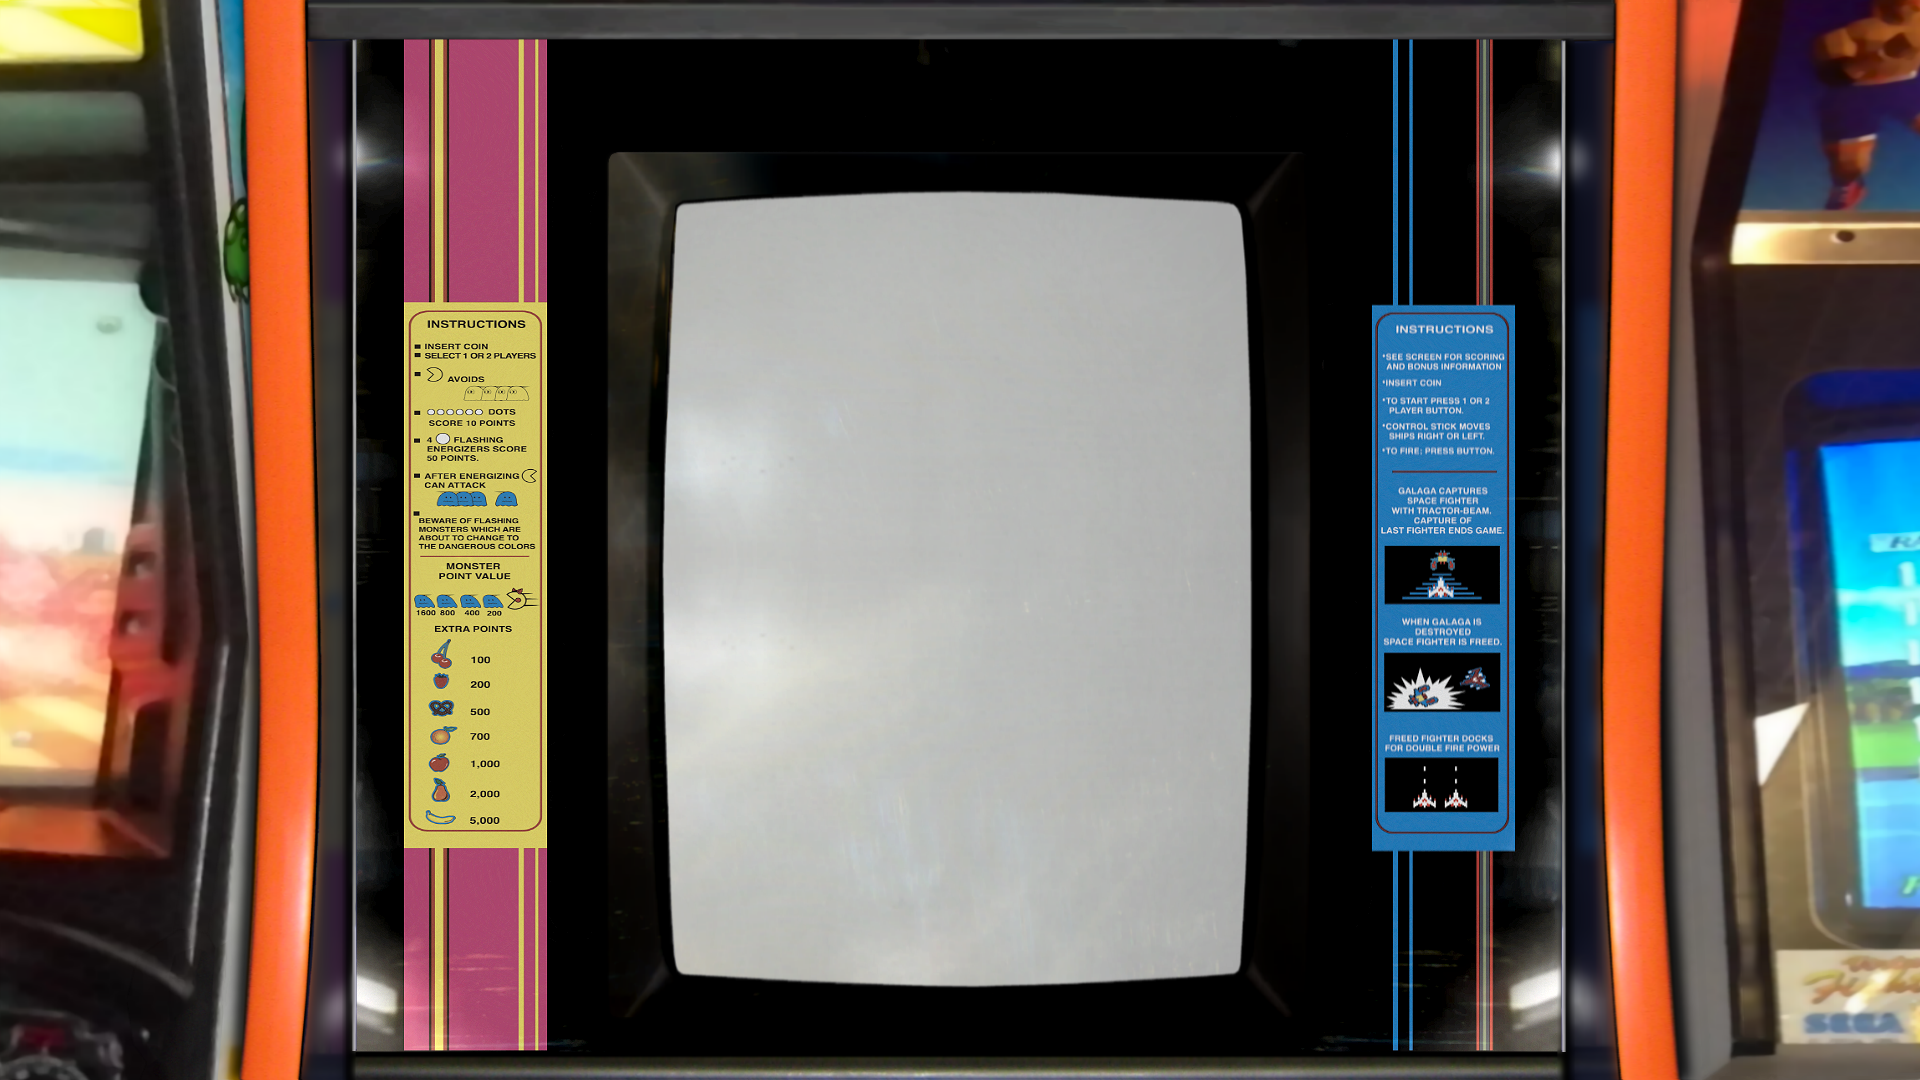 INSTRUCTIONS
INSERT COIN
SELECT 1 OR 2 PLAYERS
AVOIDS
DOTS
SCORE 10 POINTS
4 FLASHING
ENERGIZERS SCORE
50 POINTS.
AFTER ENERGIZING
CAN ATTACK
BEWARE OF FLASHING
MONSTERS WHICH ARE
ABOUT TO CHANGE TO
THE DANGEROUS COLORS
MONSTER
POINT VALUE
1600 800 400 200
EXTRA POINTS
100
200
500
700
1,000
2,000
5,000
INSTRUCTIONS
*SEE SCREEN FOR SCORING
AND BONUS INFORMATION
*INSERT COIN
*TO START PRESS 1 OR 2
PLAYER BUTTON.
*CONTROL STICK MOVES
SHIPS RIGHT OR LEFT.
*TO FIRE: PRESS BUTTON.
GALAGA CAPTURES
SPACE FIGHTER
WITH TRACTOR-BEAM.
CAPTURE OF
LAST FIGHTER ENDS GAME.
WHEN GALAGA IS
DESTROYED
SPACE FIGHTER IS FREED.
FREED FIGHTER DOCKS
FOR DOUBLE FIRE POWER
SEGA